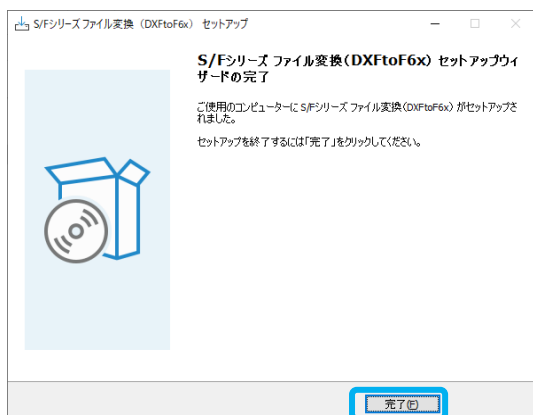 S/Fシリーズ ファイル変換（DXFtoF6x） セットアップ
S/Fシリーズ ファイル変換（DXFtoF6x） セットアップウィ
ザードの完了
ご使用のコンピューターに S/Fシリーズ ファイル変換（DXFtoF6x） がセットアップさ
れました。
セットアップを終了するには「完了」をクリックしてください。
完了(F)